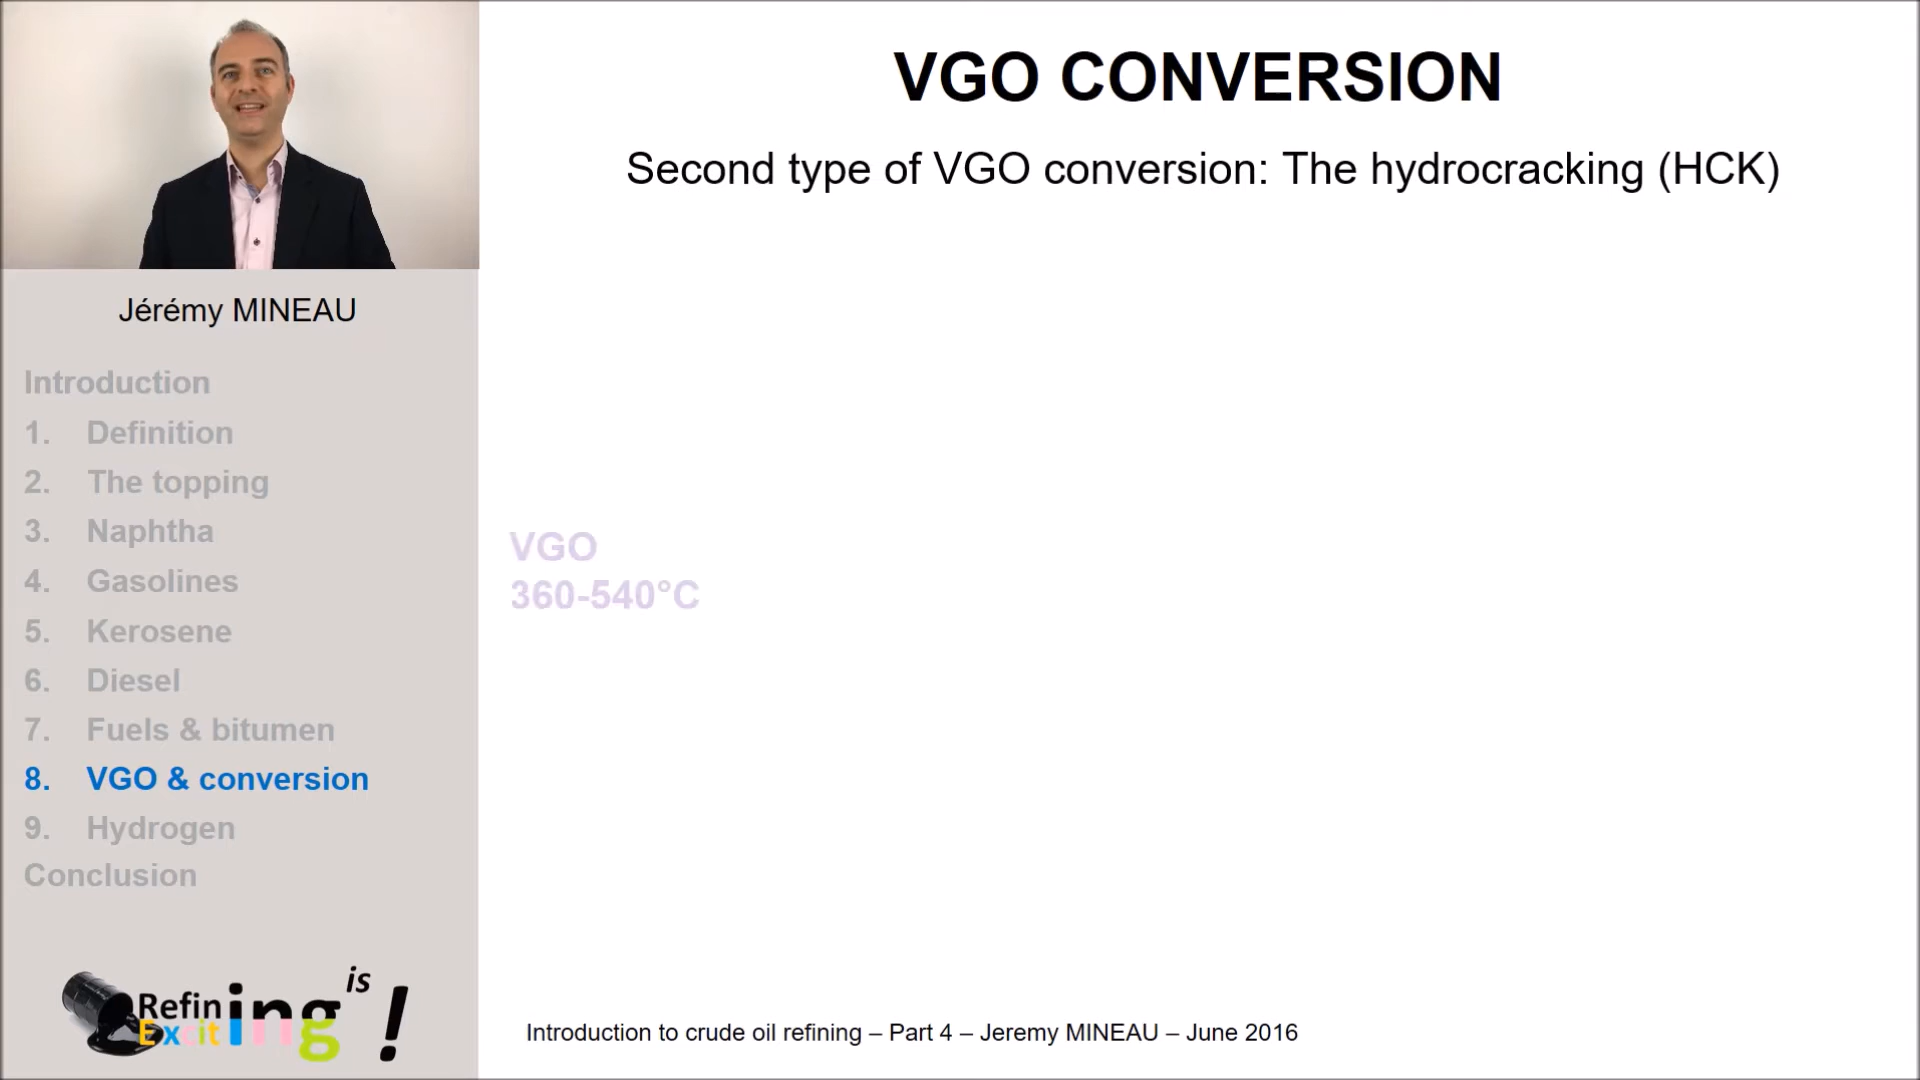 VGO CONVERSION
Second type of VGO conversion: The hydrocracking (HCK)
Jérémy MINEAU
Introduction
1. Definition
2. The topping
3. Naphtha
4. Gasolines
5. Kerosene
6. Diesel
7. Fuels & bitumen
8. VGO & conversion
9. Hydrogen
Conclusion
VGO
360-540°C
Refining is
Exciting !
Introduction to crude oil refining – Part 4 – Jeremy MINEAU – June 2016